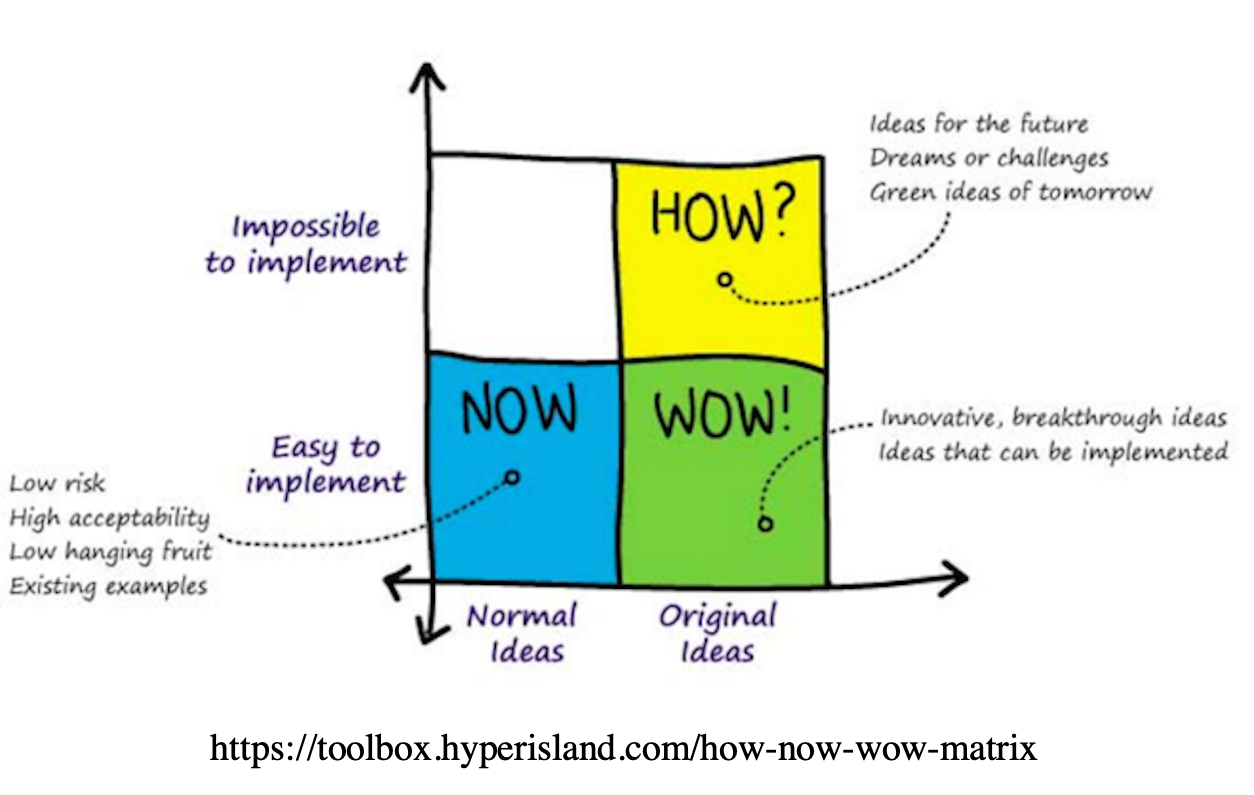 Ideas for the future
Dreams or challenges
Green ideas of tomorrow
Impossible
to implement
HOW?
NOW
WOW!
Innovative, breakthrough ideas
Ideas that can be implemented
Easy to
implement
Low risk
High acceptability
Low hanging fruit
Existing examples
Normal
Ideas
Original
Ideas
https://toolbox.hyperisland.com/how-now-wow-matrix